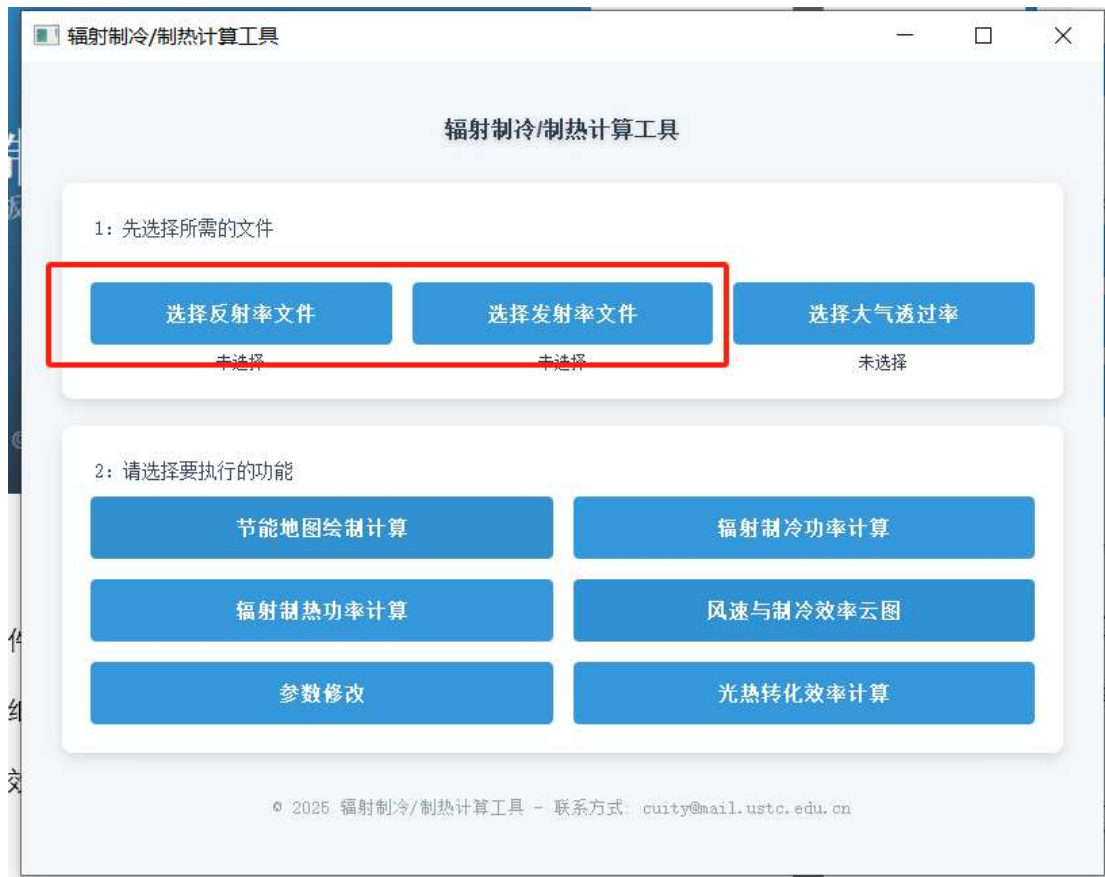 辐射制冷/制热计算工具
辐射制冷/制热计算工具
1: 先选择所需的文件
选择反射率文件 选择发射率文件 选择大气透过率
未选择 未选择 未选择
2: 请选择要执行的功能
节能地图绘制计算 辐射制冷功率计算
辐射制热功率计算 风速与制冷效率云图
参数修改 光热转化效率计算
© 2025 辐射制冷/制热计算工具 - 联系方式: cuity@mail.ustc.edu.cn